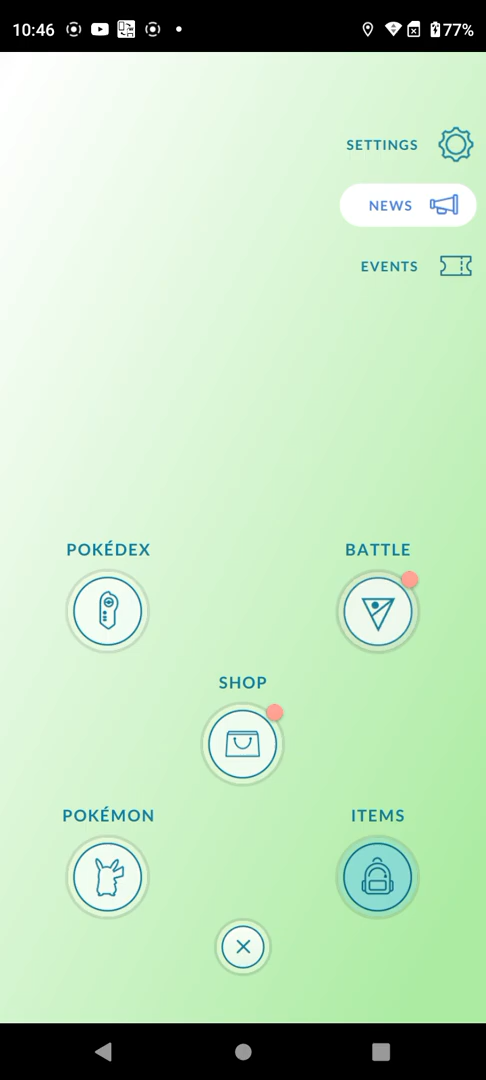 10:46
77%
SETTINGS
NEWS
EVENTS
POKÉDEX
BATTLE
SHOP
POKÉMON
ITEMS